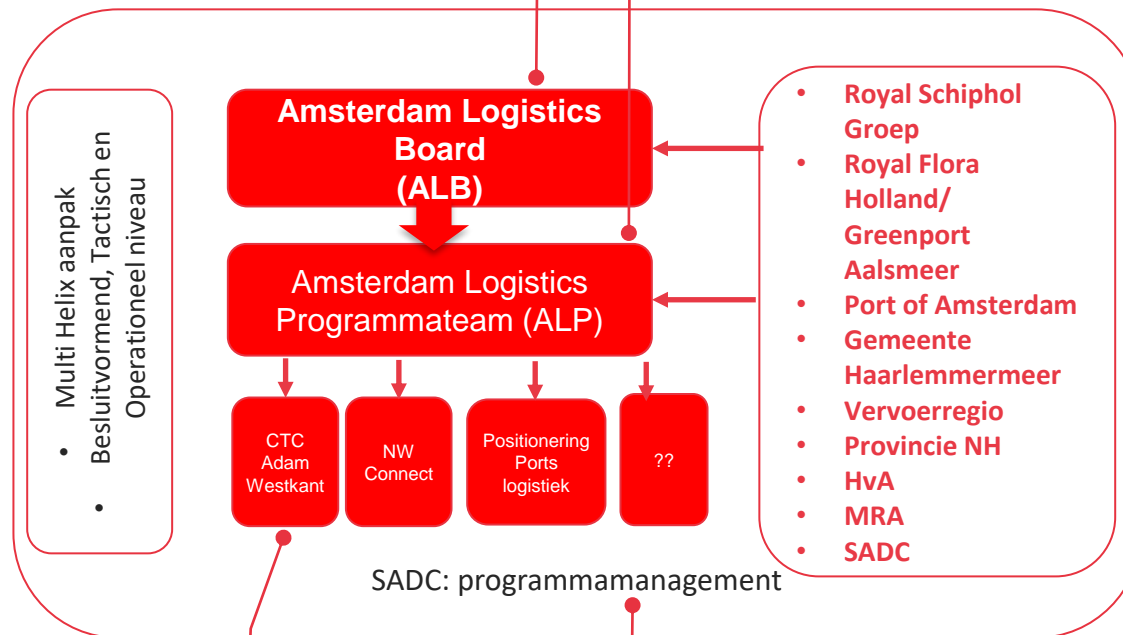 • Multi Helix aanpak
• Besluitvormend, Tactisch en
Operationeel niveau
Amsterdam Logistics
Board
(ALB)
Amsterdam Logistics
Programmateam (ALP)
CTC
Adam
Westkant
NW
Connect
Positionering
Ports
logistiek
??
SADC: programmamanagement
• Royal Schiphol
Groep
• Royal Flora
Holland/
Greenport
Aalsmeer
• Port of Amsterdam
• Gemeente
Haarlemmermeer
• Vervoerregio
• Provincie NH
• HvA
• MRA
• SADC